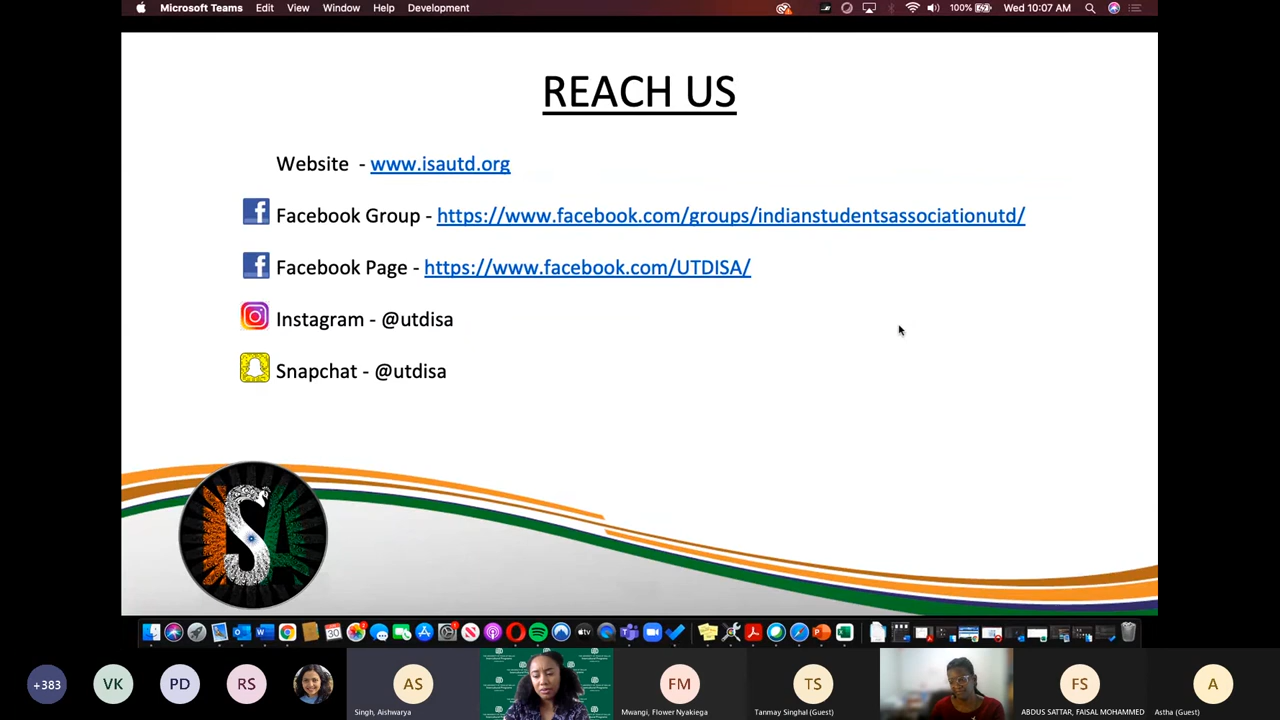 Microsoft Teams Edit View Window Help Development 100% Wed 10:07 AM
REACH US
Website - www.isautd.org
Facebook Group - https://www.facebook.com/groups/indianstudentsassociationutd/
Facebook Page - https://www.facebook.com/UTDISA/
Instagram - @utdisa
Snapchat - @utdisa
ISA
+383 VK PD RS AS FM TS FS A
Singh, Aishwarya Mwangi, Flower Nyakiega Tanmay Singhal (Guest) ABDUS SATTAR, FAISAL MOHAMMED Astha (Guest)